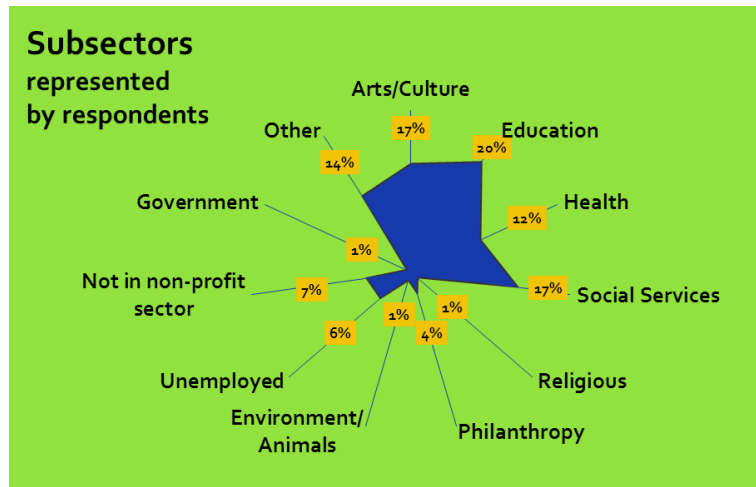 Subsectors
represented
by respondents
Arts/Culture
17%
Education
20%
Health
12%
Social Services
17%
Religious
1%
Philanthropy
4%
Environment/
Animals
1%
Unemployed
6%
Not in non-profit
sector
7%
Government
1%
Other
14%